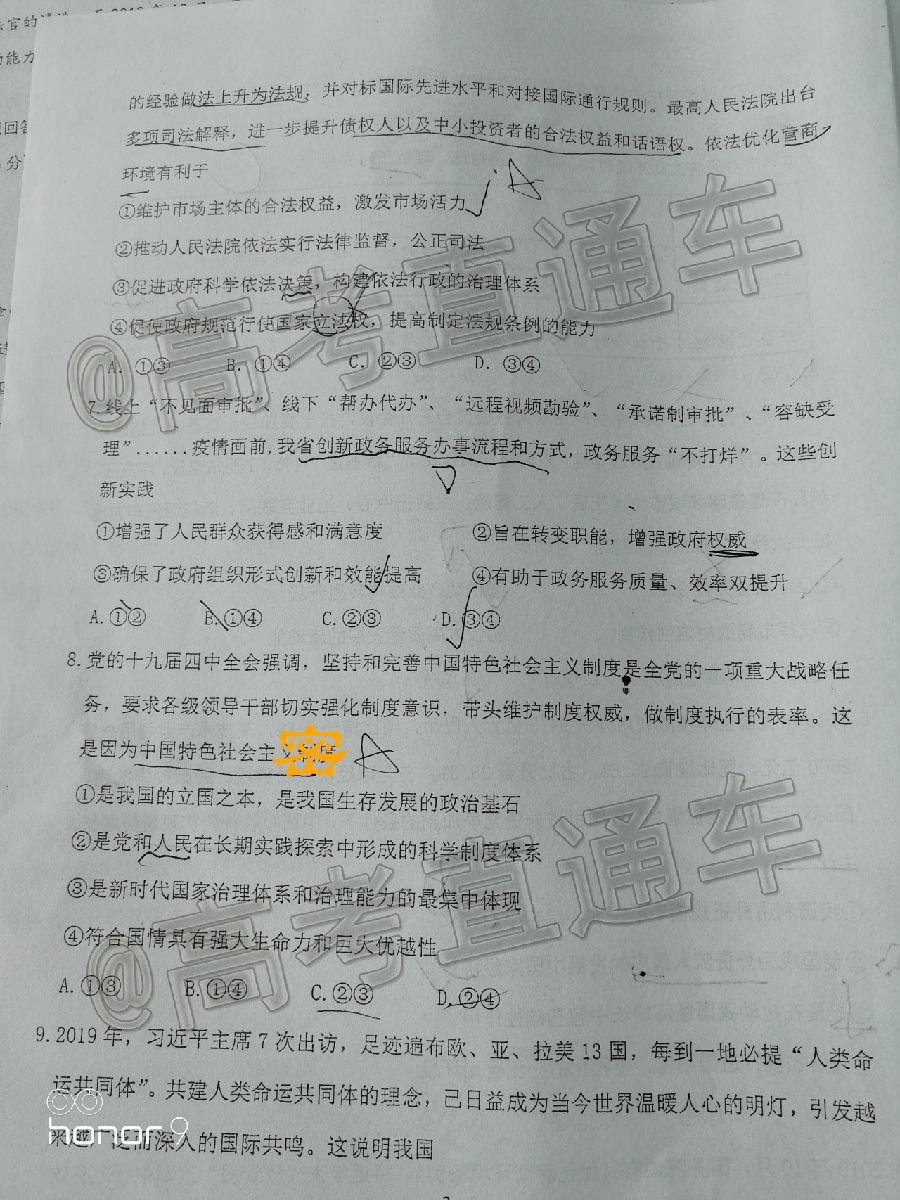 的经验做法上升为法规，并对标国际先进水平和对接国际通行规则。最高人民法院出台
多项司法解释，进一步提升债权人以及中小投资者的合法权益和话语权。依法优化营商
环境有利于
①维护市场主体的合法权益，激发市场活力
②推动人民法院依法实行法律监督，公正司法
③促进政府科学依法决策，构建依法行政的治理体系
④促使政府规范行使国家立法权，提高制定法规条例的能力
A. ①③ B. ①④ C. ②③ D. ③④
7. 线上“不见面审批”、线下“帮办代办”、“远程视频勘验”、“承诺制审批”、“容缺受
理”......疫情面前,我省创新政务服务办事流程和方式，政务服务“不打烊”。这些创
新实践
①增强了人民群众获得感和满意度 ②旨在转变职能，增强政府权威
③确保了政府组织形式创新和效能提高 ④有助于政务服务质量、效率双提升
A. ①② B. ①④ C. ②③ D. ③④
8. 党的十九届四中全会强调，坚持和完善中国特色社会主义制度是全党的一项重大战略任
务，要求各级领导干部切实强化制度意识，带头维护制度权威，做制度执行的表率。这
是因为中国特色社会主义 密
①是我国的立国之本，是我国生存发展的政治基石
②是党和人民在长期实践探索中形成的科学制度体系
③是新时代国家治理体系和治理能力的最集中体现
④符合国情具有强大生命力和巨大优越性
A. ①③ B. ①④ C. ②③ D. ②④
9. 2019 年，习近平主席 7 次出访，足迹遍布欧、亚、拉美 13 国，每到一地必提“人类命
运共同体”。共建人类命运共同体的理念，已日益成为当今世界温暖人心的明灯，引发越
来越广泛而深入的国际共鸣。这说明我国
@高考直通车
@高考直通车
honor 9